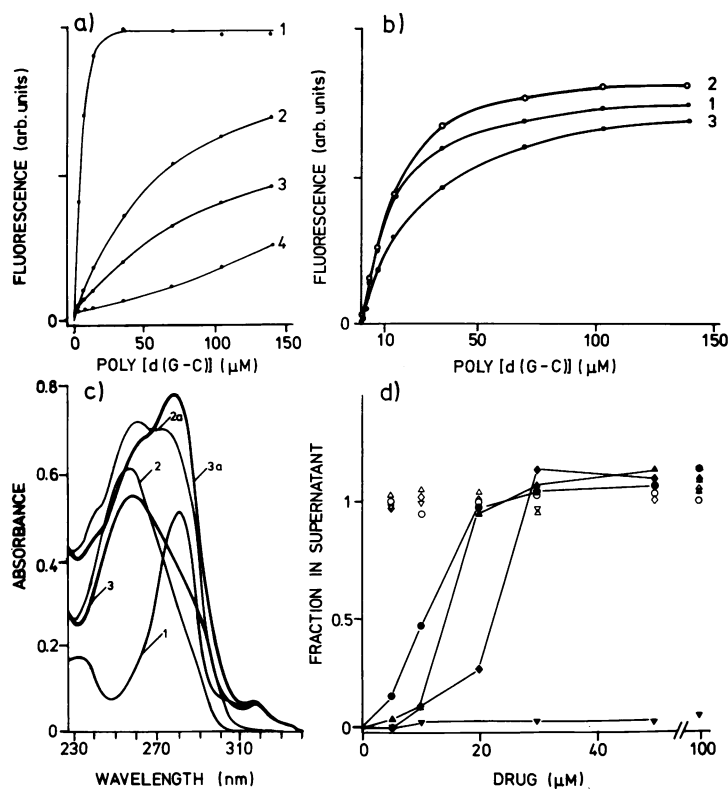 a)
1
2
3
4
FLUORESCENCE (arb. units)
0
0 50 100 150
POLY [d(G-C)] (μM)
b)
2
1
3
FLUORESCENCE (arb. units)
0
10 50 100 150
POLY [d(G-C)] (μM)
c)
0.8
0.6
0.4
0.2
0
ABSORBANCE
2a
2
3a
3
1
230 270 310
WAVELENGTH (nm)
d)
1
0.5
0
FRACTION IN SUPERNATANT
0 20 40 100
DRUG (μM)